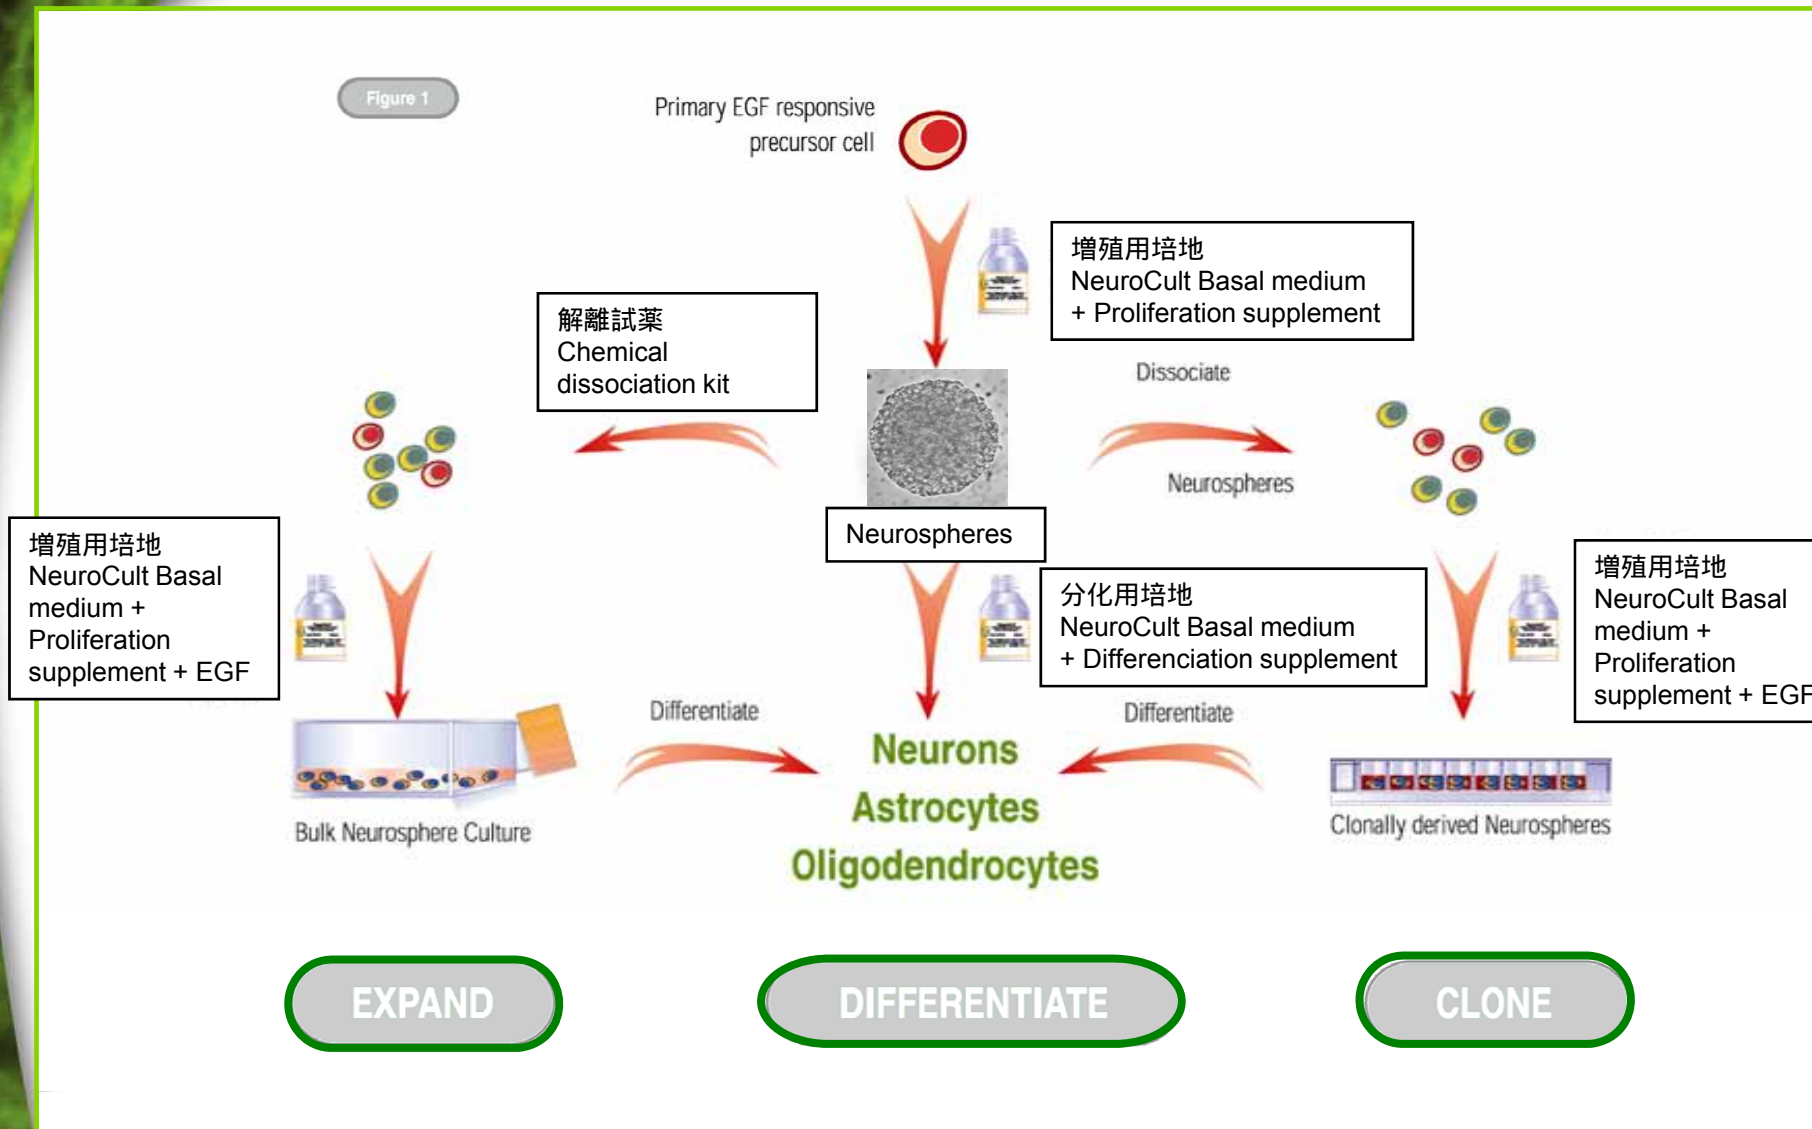 Figure 1
Primary EGF responsive
precursor cell
増殖用培地
NeuroCult Basal medium
+ Proliferation supplement
解離試薬
Chemical
dissociation kit
Dissociate
Neurospheres
Neurospheres
増殖用培地
NeuroCult Basal
medium +
Proliferation
supplement + EGF
分化用培地
NeuroCult Basal medium
+ Differenciation supplement
増殖用培地
NeuroCult Basal
medium +
Proliferation
supplement + EGF
Differentiate
Differentiate
Neurons
Astrocytes
Oligodendrocytes
Bulk Neurosphere Culture
Clonally derived Neurospheres
EXPAND
DIFFERENTIATE
CLONE